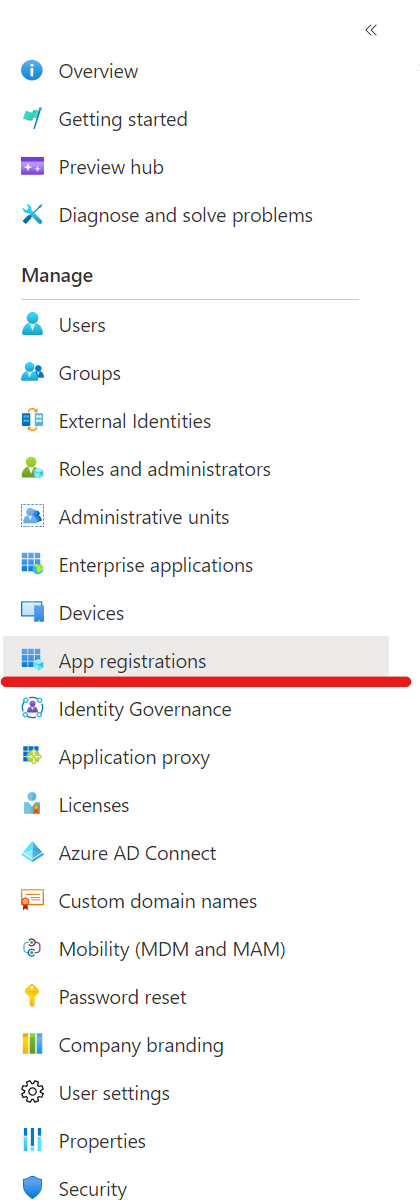 Overview
Getting started
Preview hub
Diagnose and solve problems
Manage
Users
Groups
External Identities
Roles and administrators
Administrative units
Enterprise applications
Devices
App registrations
Identity Governance
Application proxy
Licenses
Azure AD Connect
Custom domain names
Mobility (MDM and MAM)
Password reset
Company branding
User settings
Properties
Security